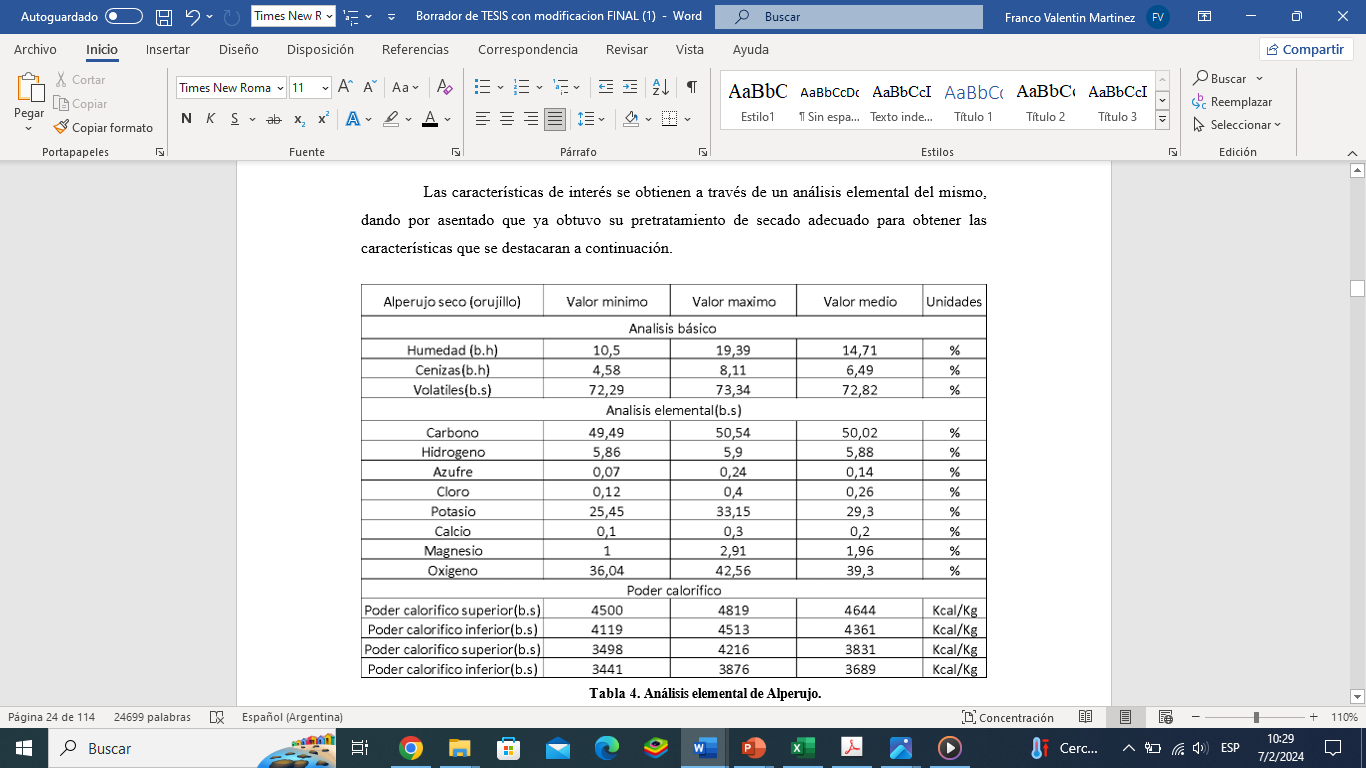 Autoguardado
Times New R
Borrador de TESIS con modificacion FINAL (1) - Word
Buscar
Franco Valentin Martinez
FV
Archivo Inicio Insertar Diseño Disposición Referencias Correspondencia Revisar Vista Ayuda
Compartir
Pegar
Cortar
Copiar
Copiar formato
Portapapeles
Times New Roma 11
Aa
N K S ab x₂ x²
Fuente
Párrafo
AaBbC AaBbCcDc AaBbCcI AaBbCc AaBbCc AaBbCcI
Estilo1 ¶ Sin espa... Texto inde... Título 1 Título 2 Título 3
Estilos
Buscar
Reemplazar
Seleccionar
Edición
Las características de interés se obtienen a través de un análisis elemental del mismo,
dando por asentado que ya obtuvo su pretratamiento de secado adecuado para obtener las
características que se destacaran a continuación.
Alperujo seco (orujillo) Valor minimo Valor maximo Valor medio Unidades
Analisis básico
Humedad (b.h) 10,5 19,39 14,71 %
Cenizas(b.h) 4,58 8,11 6,49 %
Volatiles(b.s) 72,29 73,34 72,82 %
Analisis elemental(b.s)
Carbono 49,49 50,54 50,02 %
Hidrogeno 5,86 5,9 5,88 %
Azufre 0,07 0,24 0,14 %
Cloro 0,12 0,4 0,26 %
Potasio 25,45 33,15 29,3 %
Calcio 0,1 0,3 0,2 %
Magnesio 1 2,91 1,96 %
Oxigeno 36,04 42,56 39,3 %
Poder calorifico
Poder calorifico superior(b.s) 4500 4819 4644 Kcal/Kg
Poder calorifico inferior(b.s) 4119 4513 4361 Kcal/Kg
Poder calorifico superior(b.s) 3498 4216 3831 Kcal/Kg
Poder calorifico inferior(b.s) 3441 3876 3689 Kcal/Kg
Tabla 4. Análisis elemental de Alperujo.
Página 24 de 114 24699 palabras Español (Argentina) Concentración 110%
Buscar
Cerc... ESP
10:29
7/2/2024